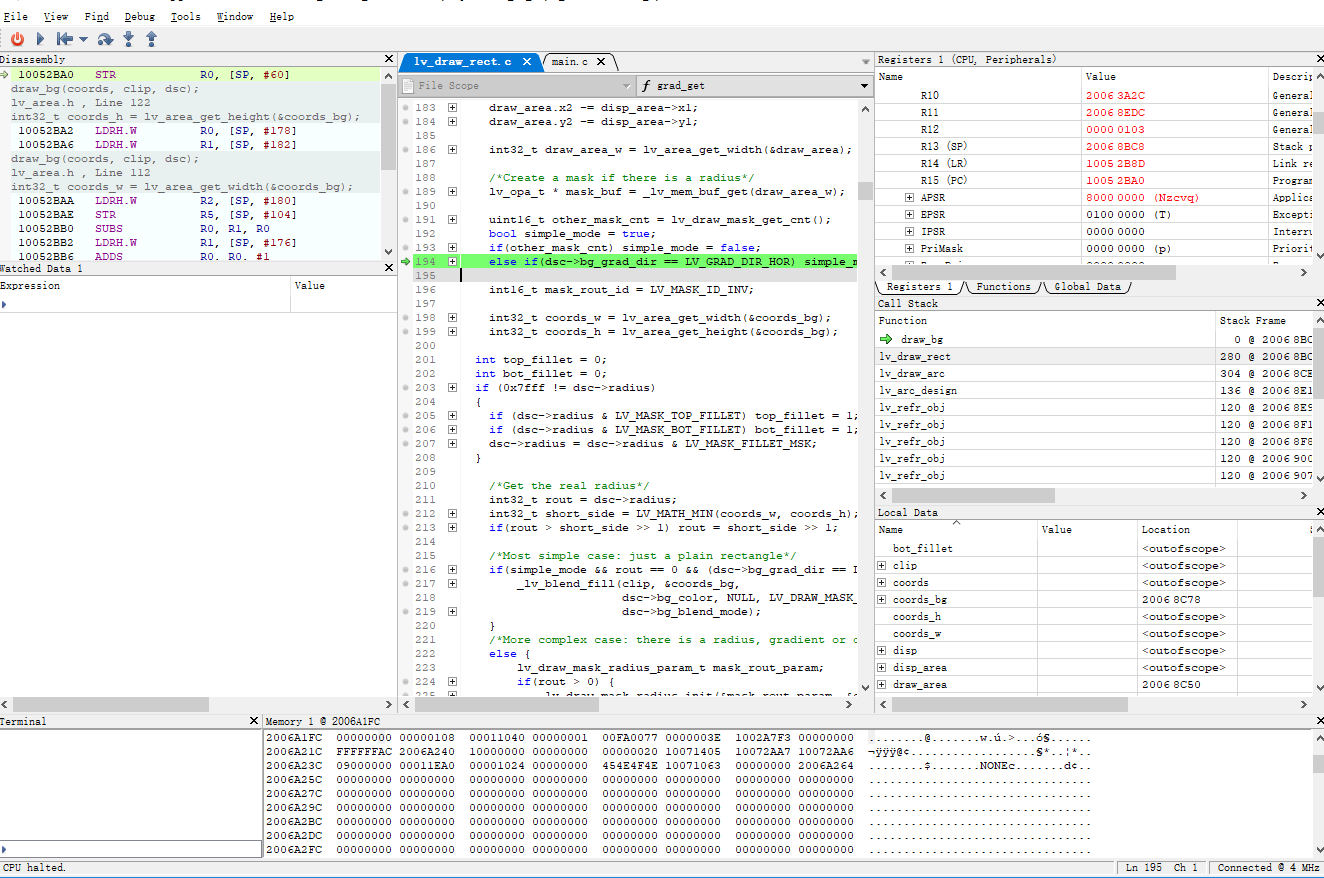 File View Find Debug Tools Window Help
Disassembly
10052BA0 STR R0, [SP, #60]
draw_bg(coords, clip, dsc);
lv_area.h , Line 122
int32_t coords_h = lv_area_get_height(&coords_bg);
10052BA2 LDRH.W R0, [SP, #178]
10052BA6 LDRH.W R1, [SP, #182]
draw_bg(coords, clip, dsc);
lv_area.h , Line 112
int32_t coords_w = lv_area_get_width(&coords_bg);
10052BAA LDRH.W R2, [SP, #180]
10052BAE STR R5, [SP, #104]
10052BB0 SUBS R0, R1, R0
10052BB2 LDRH.W R1, [SP, #176]
10052BB6 ADDS R0, R0, #1
Watched Data 1
Expression Value
lv_draw_rect.c main.c
File Scope grad_get
183 draw_area.x2 -= disp_area->x1;
184 draw_area.y2 -= disp_area->y1;
185
186 int32_t draw_area_w = lv_area_get_width(&draw_area);
187
188 /*Create a mask if there is a radius*/
189 lv_opa_t * mask_buf = _lv_mem_buf_get(draw_area_w);
190
191 uint16_t other_mask_cnt = lv_draw_mask_get_cnt();
192 bool simple_mode = true;
193 if(other_mask_cnt) simple_mode = false;
194 else if(dsc->bg_grad_dir == LV_GRAD_DIR_HOR) simple_m
195
196 int16_t mask_rout_id = LV_MASK_ID_INV;
197
198 int32_t coords_w = lv_area_get_width(&coords_bg);
199 int32_t coords_h = lv_area_get_height(&coords_bg);
200
201 int top_fillet = 0;
202 int bot_fillet = 0;
203 if (0x7fff != dsc->radius)
204 {
205 if (dsc->radius & LV_MASK_TOP_FILLET) top_fillet = 1;
206 if (dsc->radius & LV_MASK_BOT_FILLET) bot_fillet = 1;
207 dsc->radius = dsc->radius & LV_MASK_FILLET_MSK;
208 }
209
210 /*Get the real radius*/
211 int32_t rout = dsc->radius;
212 int32_t short_side = LV_MATH_MIN(coords_w, coords_h);
213 if(rout > short_side >> 1) rout = short_side >> 1;
214
215 /*Most simple case: just a plain rectangle*/
216 if(simple_mode && rout == 0 && (dsc->bg_grad_dir == 
217 _lv_blend_fill(clip, &coords_bg,
218 dsc->bg_color, NULL, LV_DRAW_MASK_
219 dsc->bg_blend_mode);
220 }
221 /*More complex case: there is a radius, gradient or 
222 else {
223 lv_draw_mask_radius_param_t mask_rout_param;
224 if(rout > 0) {
Registers 1 (CPU, Peripherals)
Name Value Descrip
R10 2006 3A2C General
R11 2006 8EDC General
R12 0000 0103 General
R13 (SP) 2006 8BC8 Stack p
R14 (LR) 1005 2B8D Link re
R15 (PC) 1005 2BA0 Program
APSR 8000 0000 (Nzcvq) Applica
EPSR 0100 0000 (T) Excepti
IPSR 0000 0000 Interru
PriMask 0000 0000 (p) Priorit
Registers 1 Functions Global Data
Call Stack
Function Stack Frame
draw_bg 0 @ 2006 8BC
lv_draw_rect 280 @ 2006 8BC
lv_draw_arc 304 @ 2006 8CE
lv_arc_design 136 @ 2006 8E1
lv_refr_obj 120 @ 2006 8E9
lv_refr_obj 120 @ 2006 8F1
lv_refr_obj 120 @ 2006 8F8
lv_refr_obj 120 @ 2006 900
lv_refr_obj 120 @ 2006 907
Local Data
Name Value Location
bot_fillet <outofscope>
clip <outofscope>
coords <outofscope>
coords_bg 2006 8C78
coords_h <outofscope>
coords_w <outofscope>
disp <outofscope>
disp_area <outofscope>
draw_area 2006 8C50
Terminal
Memory 1 @ 2006A1FC
2006A1FC 00000000 00000108 00011040 00000001 00FA0077 0000003E 1002A7F3 00000000 ........@.......w.ú.>...ó§......
2006A21C FFFFFFAC 2006A240 10000000 00000000 00000020 10071405 10072AA7 10072AA6
2006A23C 09000000 00011EA0 00001024 00000000 454E4F4E 10071063 00000000 2006A264
2006A25C 00000000 00000000 00000000 00000000 00000000 00000000 00000000 00000000 ................................
2006A27C 00000000 00000000 00000000 00000000 00000000 00000000 00000000 00000000 ................................
2006A29C 00000000 00000000 00000000 00000000 00000000 00000000 00000000 00000000 ................................
2006A2BC 00000000 00000000 00000000 00000000 00000000 00000000 00000000 00000000 ................................
2006A2DC 00000000 00000000 00000000 00000000 00000000 00000000 00000000 00000000 ................................
2006A2FC 00000000 00000000 00000000 00000000 00000000 00000000 00000000 00000000 ................................
CPU halted. Ln 195 Ch 1 Connected @ 4 MHz